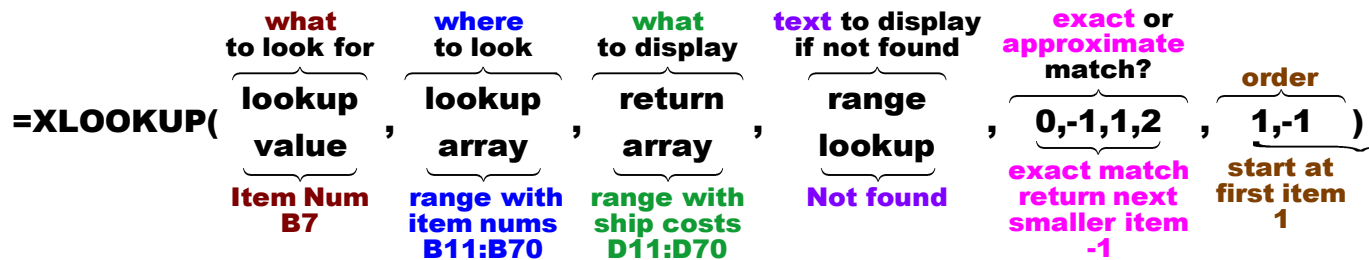 what where what text to display exact or
to look for to look to display if not found approximate
match?
order
lookup lookup return range
=XLOOKUP( , , , , 0,-1,1,2 , 1,-1 )
value array array lookup
Item Num range with range with Not found exact match start at
B7 item nums ship costs return next first item
B11:B70 D11:D70 smaller item 1
-1